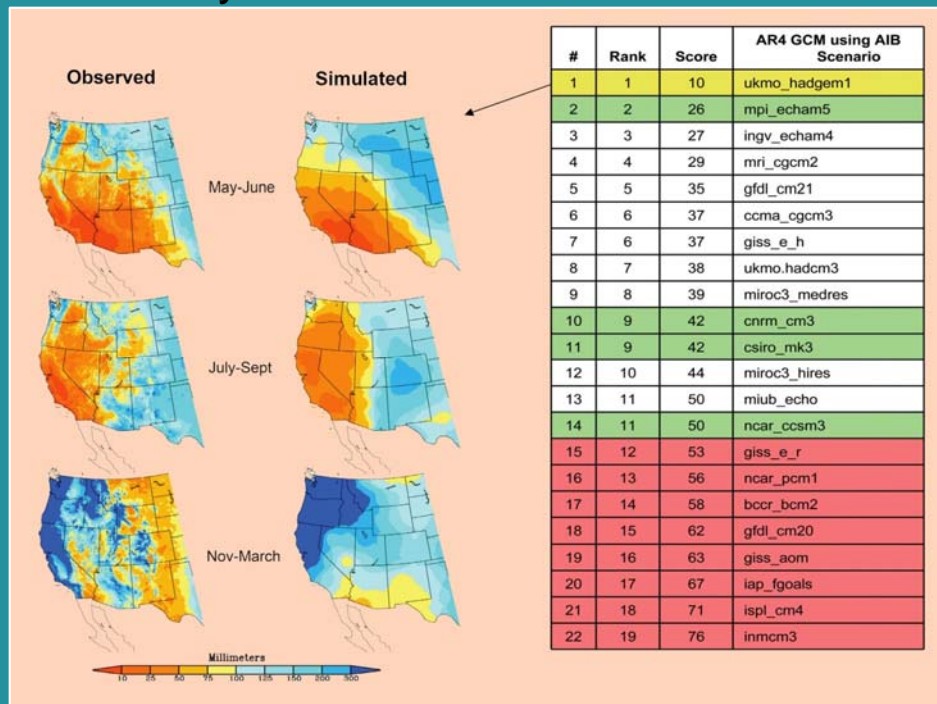 Observed
Simulated
May-June
July-Sept
Nov-March
Millimeters
10 25 50 75 100 125 150 200 300
# Rank Score AR4 GCM using AIB
Scenario
1 1 10 ukmo_hadgem1
2 2 26 mpi_echam5
3 3 27 ingv_echam4
4 4 29 mri_cgcm2
5 5 35 gfdl_cm21
6 6 37 ccma_cgcm3
7 6 37 giss_e_h
8 7 38 ukmo.hadcm3
9 8 39 miroc3_medres
10 9 42 cnrm_cm3
11 9 42 csiro_mk3
12 10 44 miroc3_hires
13 11 50 miub_echo
14 11 50 ncar_ccsm3
15 12 53 giss_e_r
16 13 56 ncar_pcm1
17 14 58 bccr_bcm2
18 15 62 gfdl_cm20
19 16 63 giss_aom
20 17 67 iap_fgoals
21 18 71 ispl_cm4
22 19 76 inmcm3